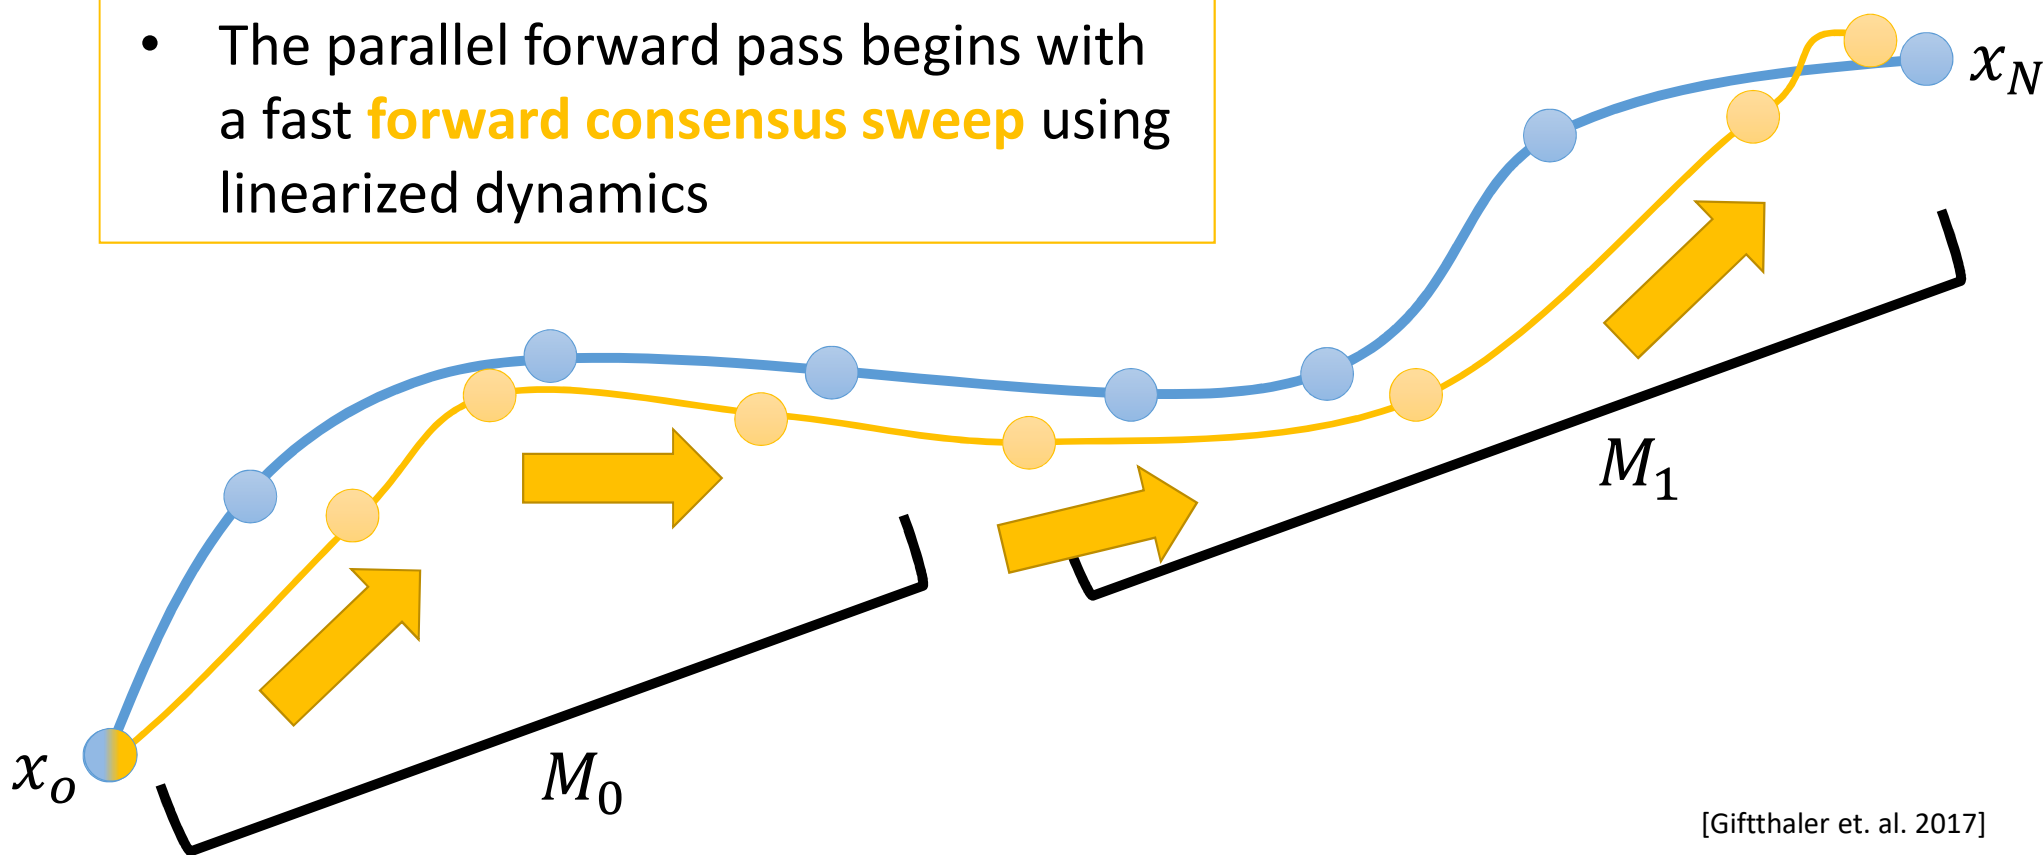 • The parallel forward pass begins with
a fast forward consensus sweep using
linearized dynamics
x_N
M_1
x_o
M_0
[Giftthaler et. al. 2017]